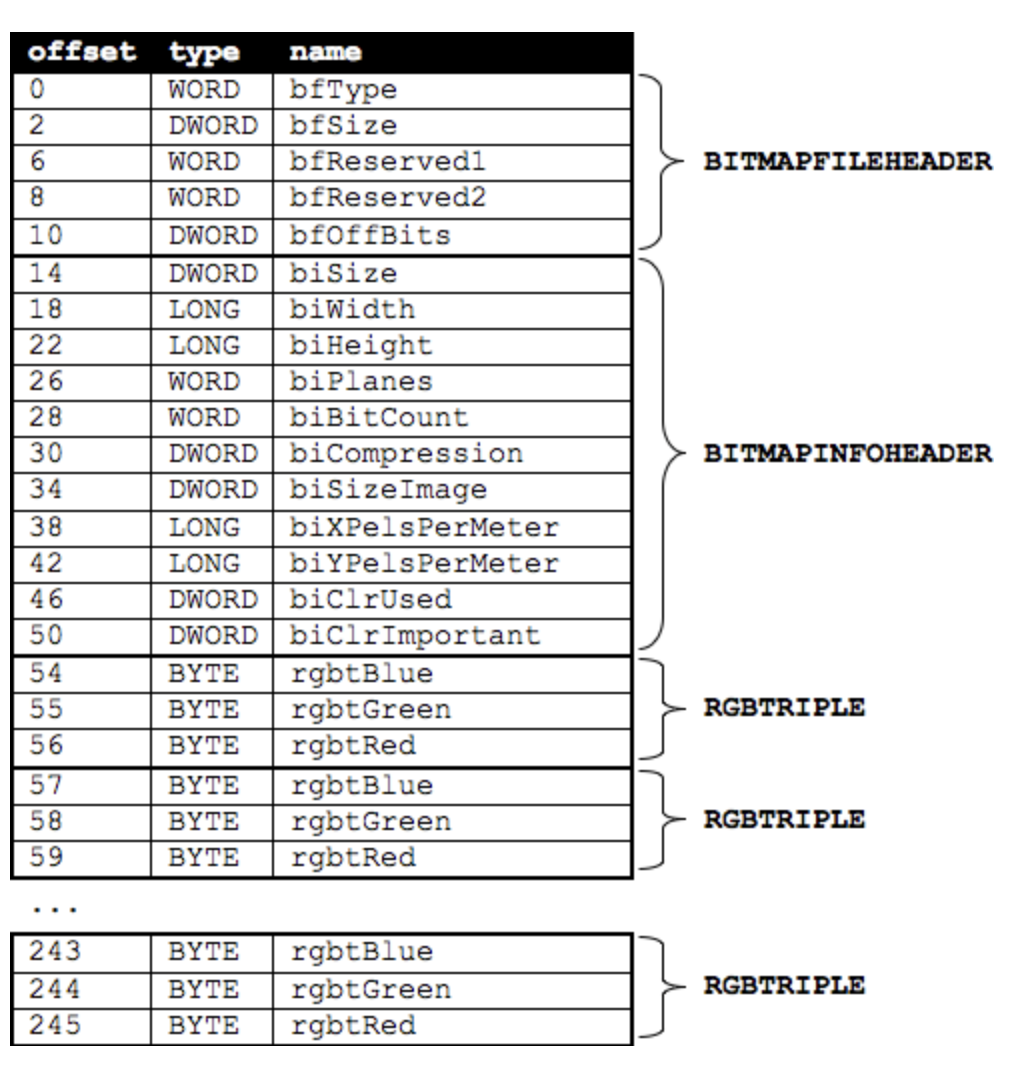 offset type name
0 WORD bfType
2 DWORD bfSize
6 WORD bfReserved1
BITMAPFILEHEADER
8 WORD bfReserved2
10 DWORD bfOffBits
14 DWORD biSize
18 LONG biWidth
22 LONG biHeight
26 WORD biPlanes
28 WORD biBitCount
30 DWORD biCompression
BITMAPINFOHEADER
34 DWORD biSizeImage
38 LONG biXPelsPerMeter
42 LONG biYPelsPerMeter
46 DWORD biClrUsed
50 DWORD biClrImportant
54 BYTE rgbtBlue
55 BYTE rgbtGreen
RGBTRIPLE
56 BYTE rgbtRed
57 BYTE rgbtBlue
58 BYTE rgbtGreen
RGBTRIPLE
59 BYTE rgbtRed
...
243 BYTE rgbtBlue
244 BYTE rgbtGreen
RGBTRIPLE
245 BYTE rgbtRed